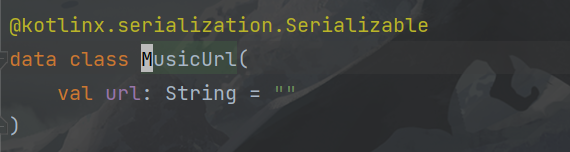 @kotlinx.serialization.Serializable
data class MusicUrl(
    val url: String = ""
)